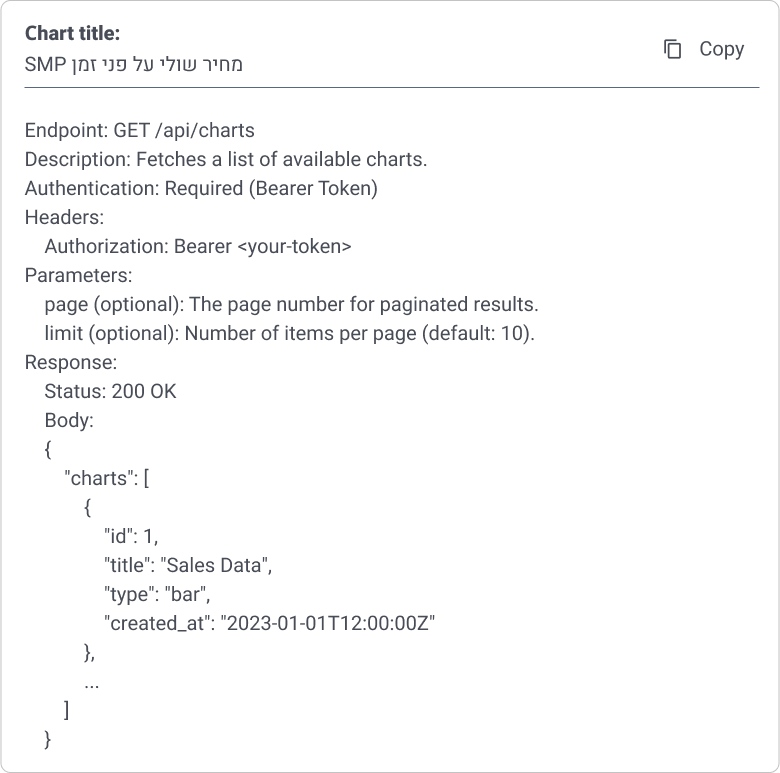 Chart title:
מחיר שולי על פני זמן SMP
Copy
Endpoint: GET /api/charts
Description: Fetches a list of available charts.
Authentication: Required (Bearer Token)
Headers:
Authorization: Bearer <your-token>
Parameters:
page (optional): The page number for paginated results.
limit (optional): Number of items per page (default: 10).
Response:
Status: 200 OK
Body:
{
"charts": [
{
"id": 1,
"title": "Sales Data",
"type": "bar",
"created_at": "2023-01-01T12:00:00Z"
},
...
]
}